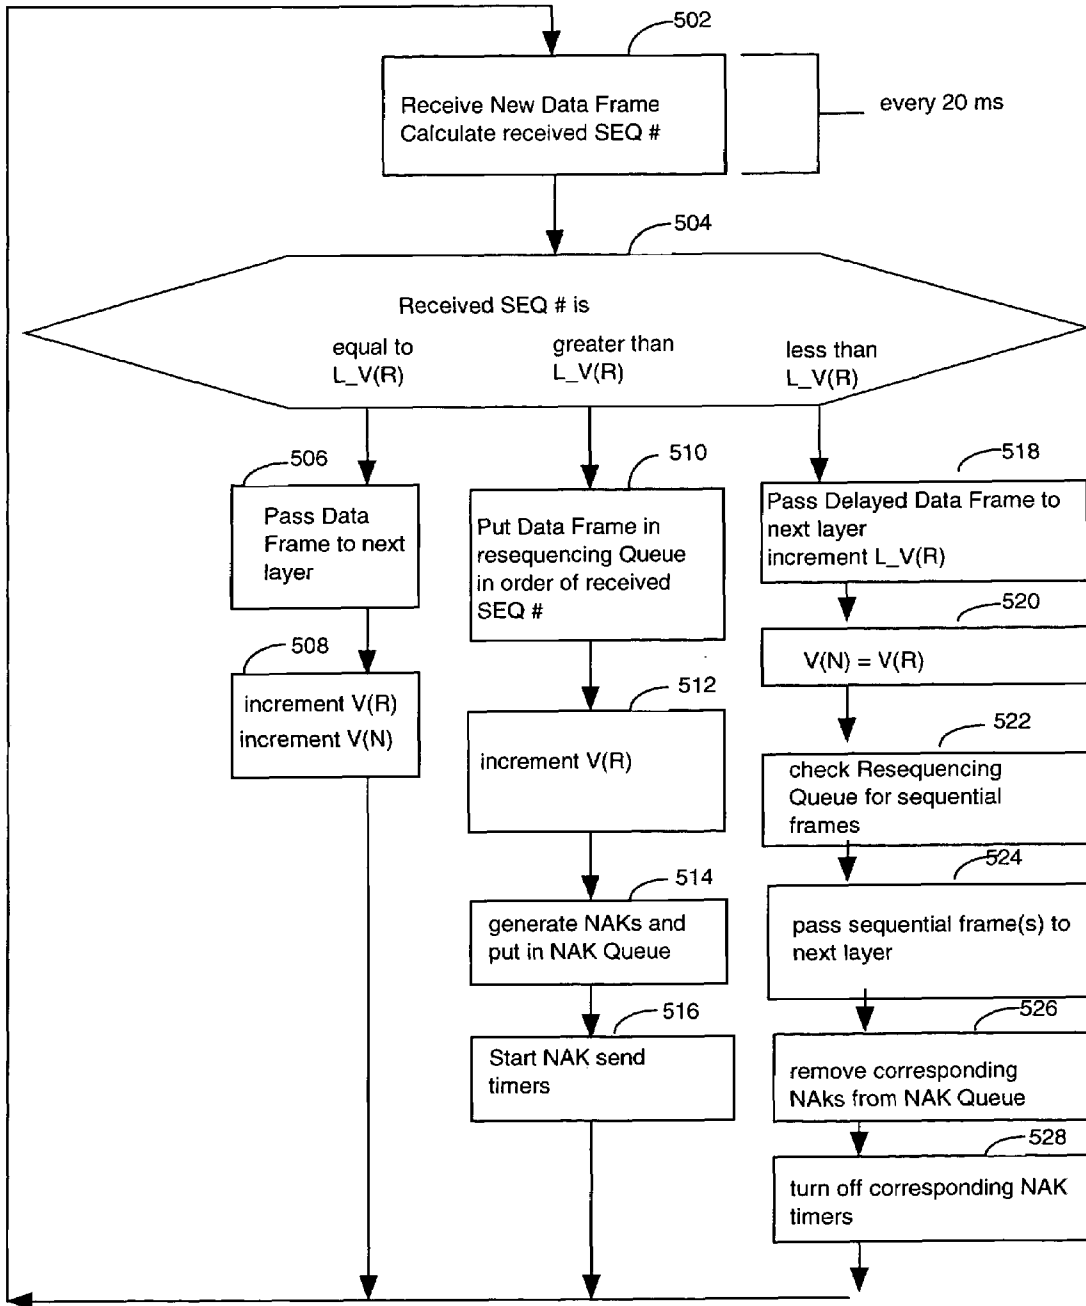 502
Receive New Data Frame
Calculate received SEQ #
every 20 ms
504
Received SEQ # is
equal to
L_V(R)
greater than
L_V(R)
less than
L_V(R)
506
Pass Data
Frame to next
layer
508
increment V(R)
increment V(N)
510
Put Data Frame in
resequencing Queue
in order of received
SEQ #
512
increment V(R)
514
generate NAKs and
put in NAK Queue
516
Start NAK send
timers
518
Pass Delayed Data Frame to
next layer
increment L_V(R)
520
V(N) = V(R)
522
check Resequencing
Queue for sequential
frames
524
pass sequential frame(s) to
next layer
526
remove corresponding
NAks from NAK Queue
528
turn off corresponding NAK
timers